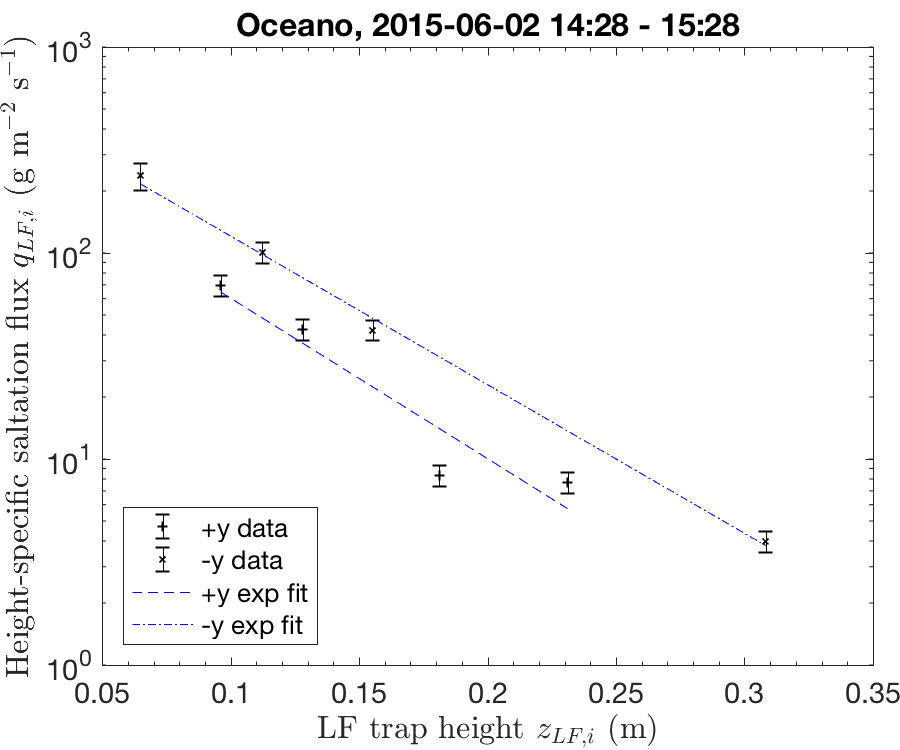 Oceano, 2015-06-02 14:28 - 15:28
Height-specific saltation flux q_{LF,i} (g m⁻² s⁻¹)
10³
10²
10¹
10⁰
+y data
-y data
+y exp fit
-y exp fit
0.05 0.1 0.15 0.2 0.25 0.3 0.35
LF trap height z_{LF,i} (m)